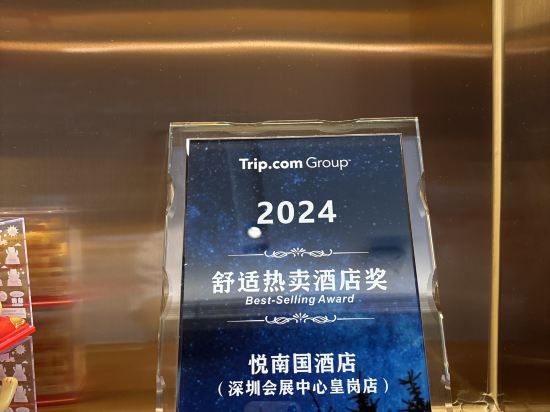 Trip.com Group™
2024
舒适热卖酒店奖
Best-Selling Award
悦南国酒店
（深圳会展中心皇岗店）